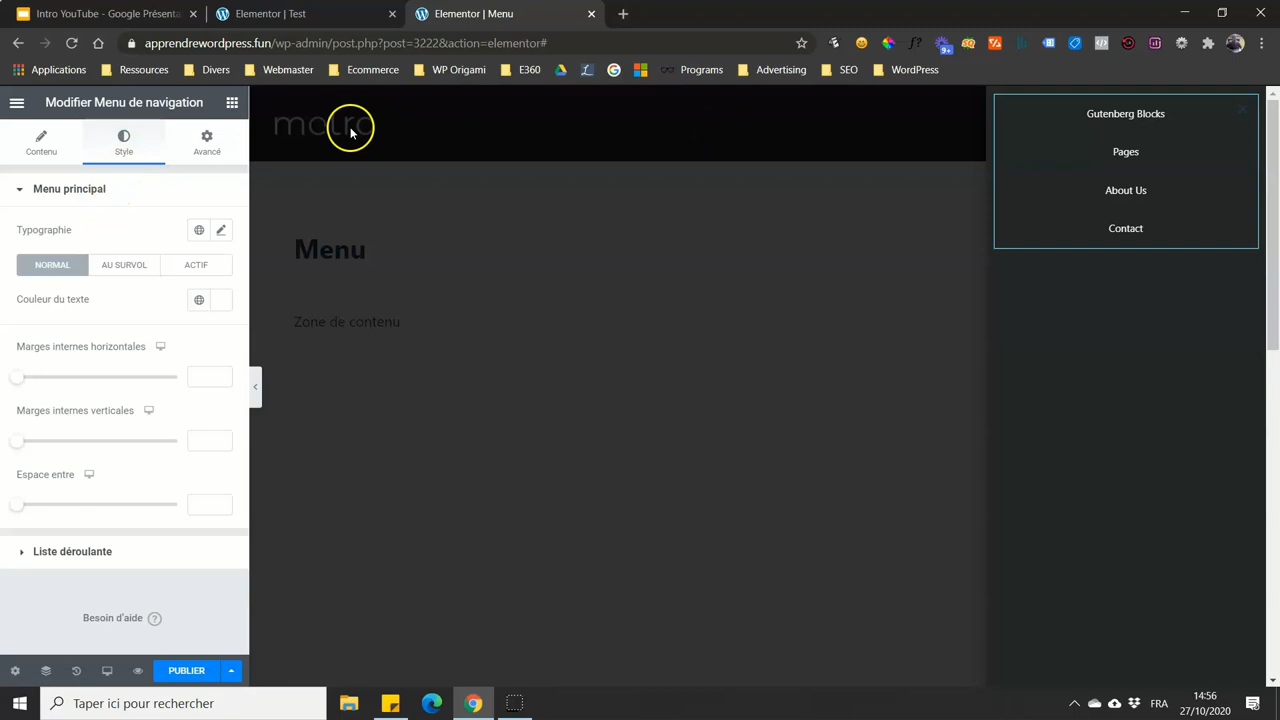 Intro YouTube - Google Présenta
Elementor | Test
Elementor | Menu
apprendrewordpress.fun/wp-admin/post.php?post=3222&action=elementor#
Applications
Ressources
Divers
Webmaster
Ecommerce
WP Origami
E360
Programs
Advertising
SEO
WordPress
Modifier Menu de navigation
Contenu
Style
Avancé
Menu principal
Typographie
NORMAL
AU SURVOL
ACTIF
Couleur du texte
Marges internes horizontales
Marges internes verticales
Espace entre
Liste déroulante
Besoin d'aide
PUBLIER
Menu
Zone de contenu
Gutenberg Blocks
Pages
About Us
Contact
Taper ici pour rechercher
FRA
14:56
27/10/2020